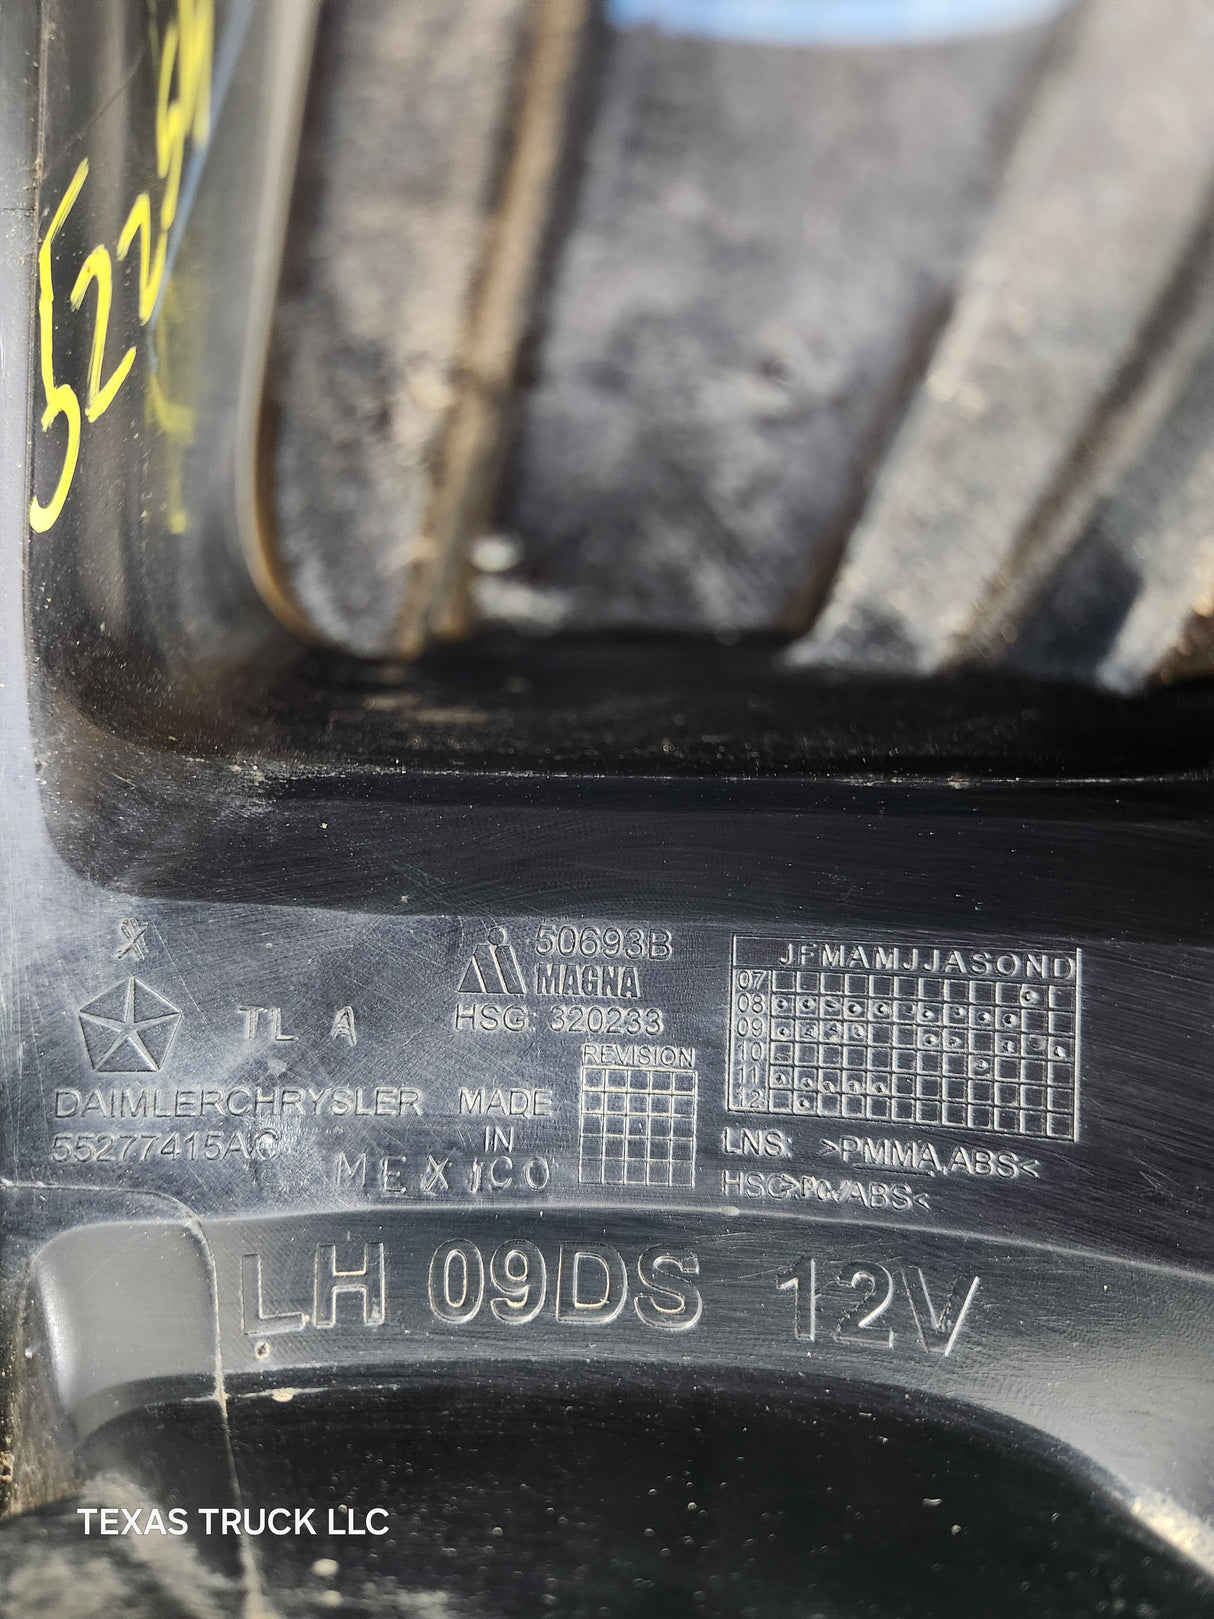 522
50693B
MAGNA
HSG: 320233
TL A
DAIMLERCHRYSLER
55277415AC
MADE
IN
MEXICO
REVISION
JFMAMJJASOND
07
08
09
10
11
12
LNS: >PMMA,ABS<
HSG>PC/ABS<
LH 09DS 12V
TEXAS TRUCK LLC